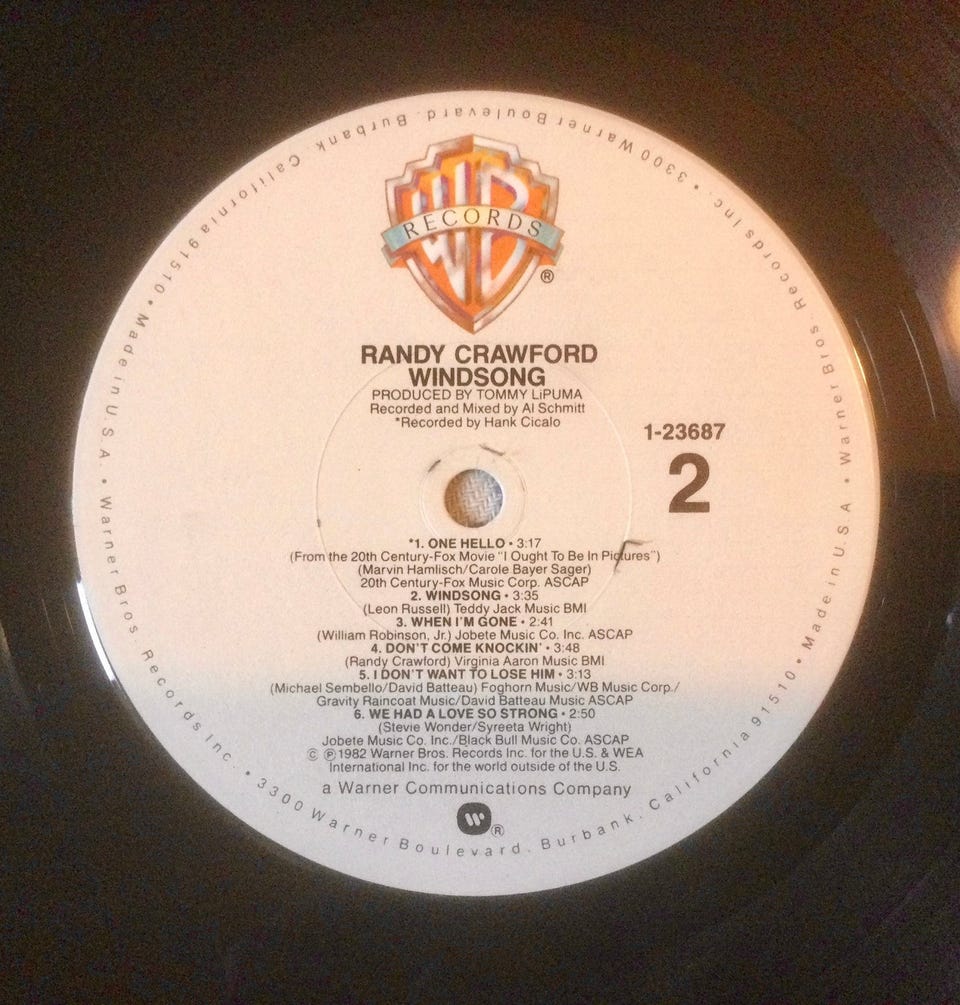 WB
RECORDS
®
RANDY CRAWFORD
WINDSONG
PRODUCED BY TOMMY LiPUMA
Recorded and Mixed by Al Schmitt
*Recorded by Hank Cicalo
1-23687
2
*1. ONE HELLO • 3:17
(From the 20th Century-Fox Movie "I Ought To Be In Pictures")
(Marvin Hamlisch/Carole Bayer Sager)
20th Century-Fox Music Corp. ASCAP
2. WINDSONG • 3:35
(Leon Russell) Teddy Jack Music BMI
3. WHEN I'M GONE • 2:41
(William Robinson, Jr.) Jobete Music Co. Inc. ASCAP
4. DON'T COME KNOCKIN' • 3:48
(Randy Crawford) Virginia Aaron Music BMI
5. I DON'T WANT TO LOSE HIM • 3:13
(Michael Sembello/David Batteau) Foghorn Music/WB Music Corp./
Gravity Raincoat Music/David Batteau Music ASCAP
6. WE HAD A LOVE SO STRONG • 2:50
(Stevie Wonder/Syreeta Wright)
Jobete Music Co. Inc./Black Bull Music Co. ASCAP
© ℗ 1982 Warner Bros. Records Inc. for the U.S. & WEA
International Inc. for the world outside of the U.S.
a Warner Communications Company
W ®
Warner Bros. Records Inc. • 3300 Warner Boulevard. Burbank. California 91510 • Made in U.S.A. • Warner Bros. Records Inc. • 3300 Warner Boulevard. Burbank. California 91510 • Made in U.S.A •